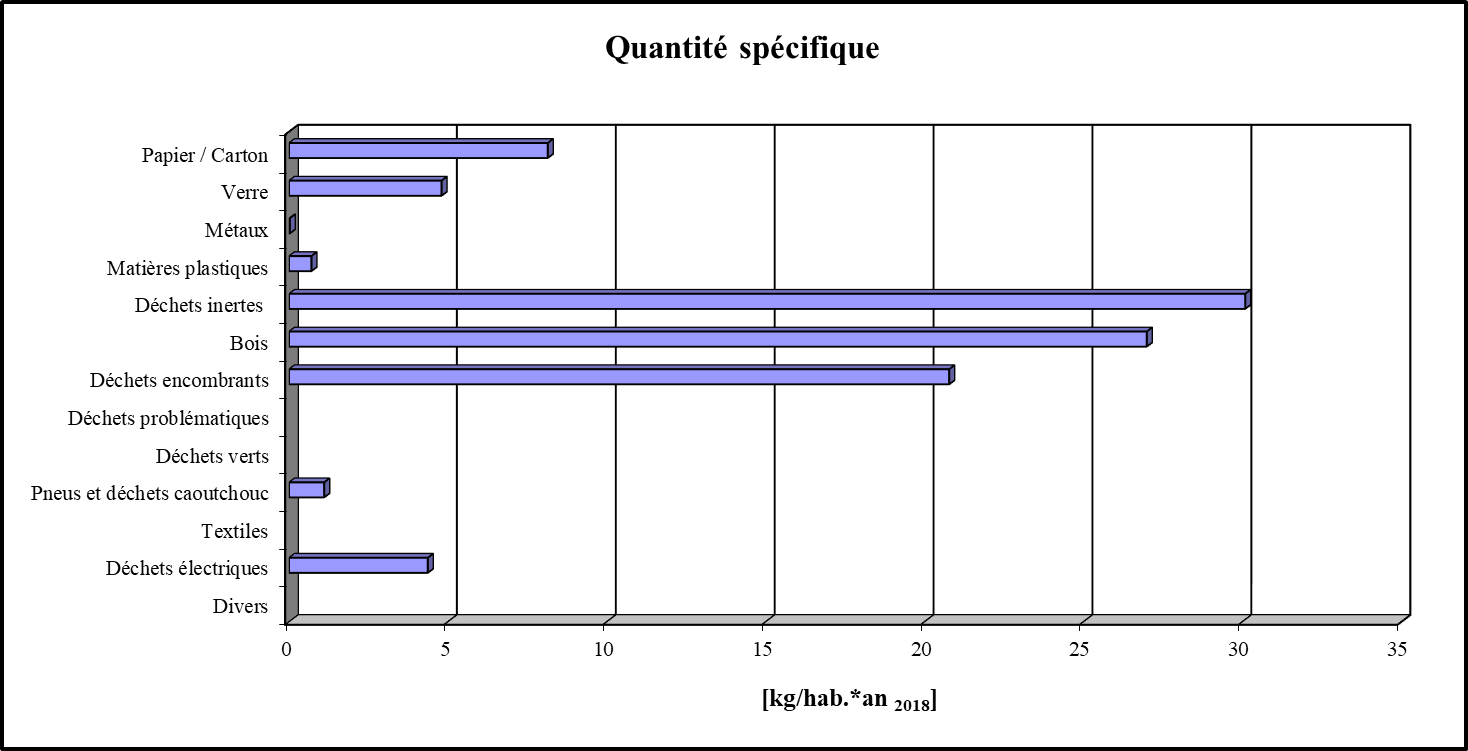 Quantité spécifique
Papier / Carton
Verre
Métaux
Matières plastiques
Déchets inertes
Bois
Déchets encombrants
Déchets problématiques
Déchets verts
Pneus et déchets caoutchouc
Textiles
Déchets électriques
Divers
0 5 10 15 20 25 30 35
[kg/hab.*an 2018]